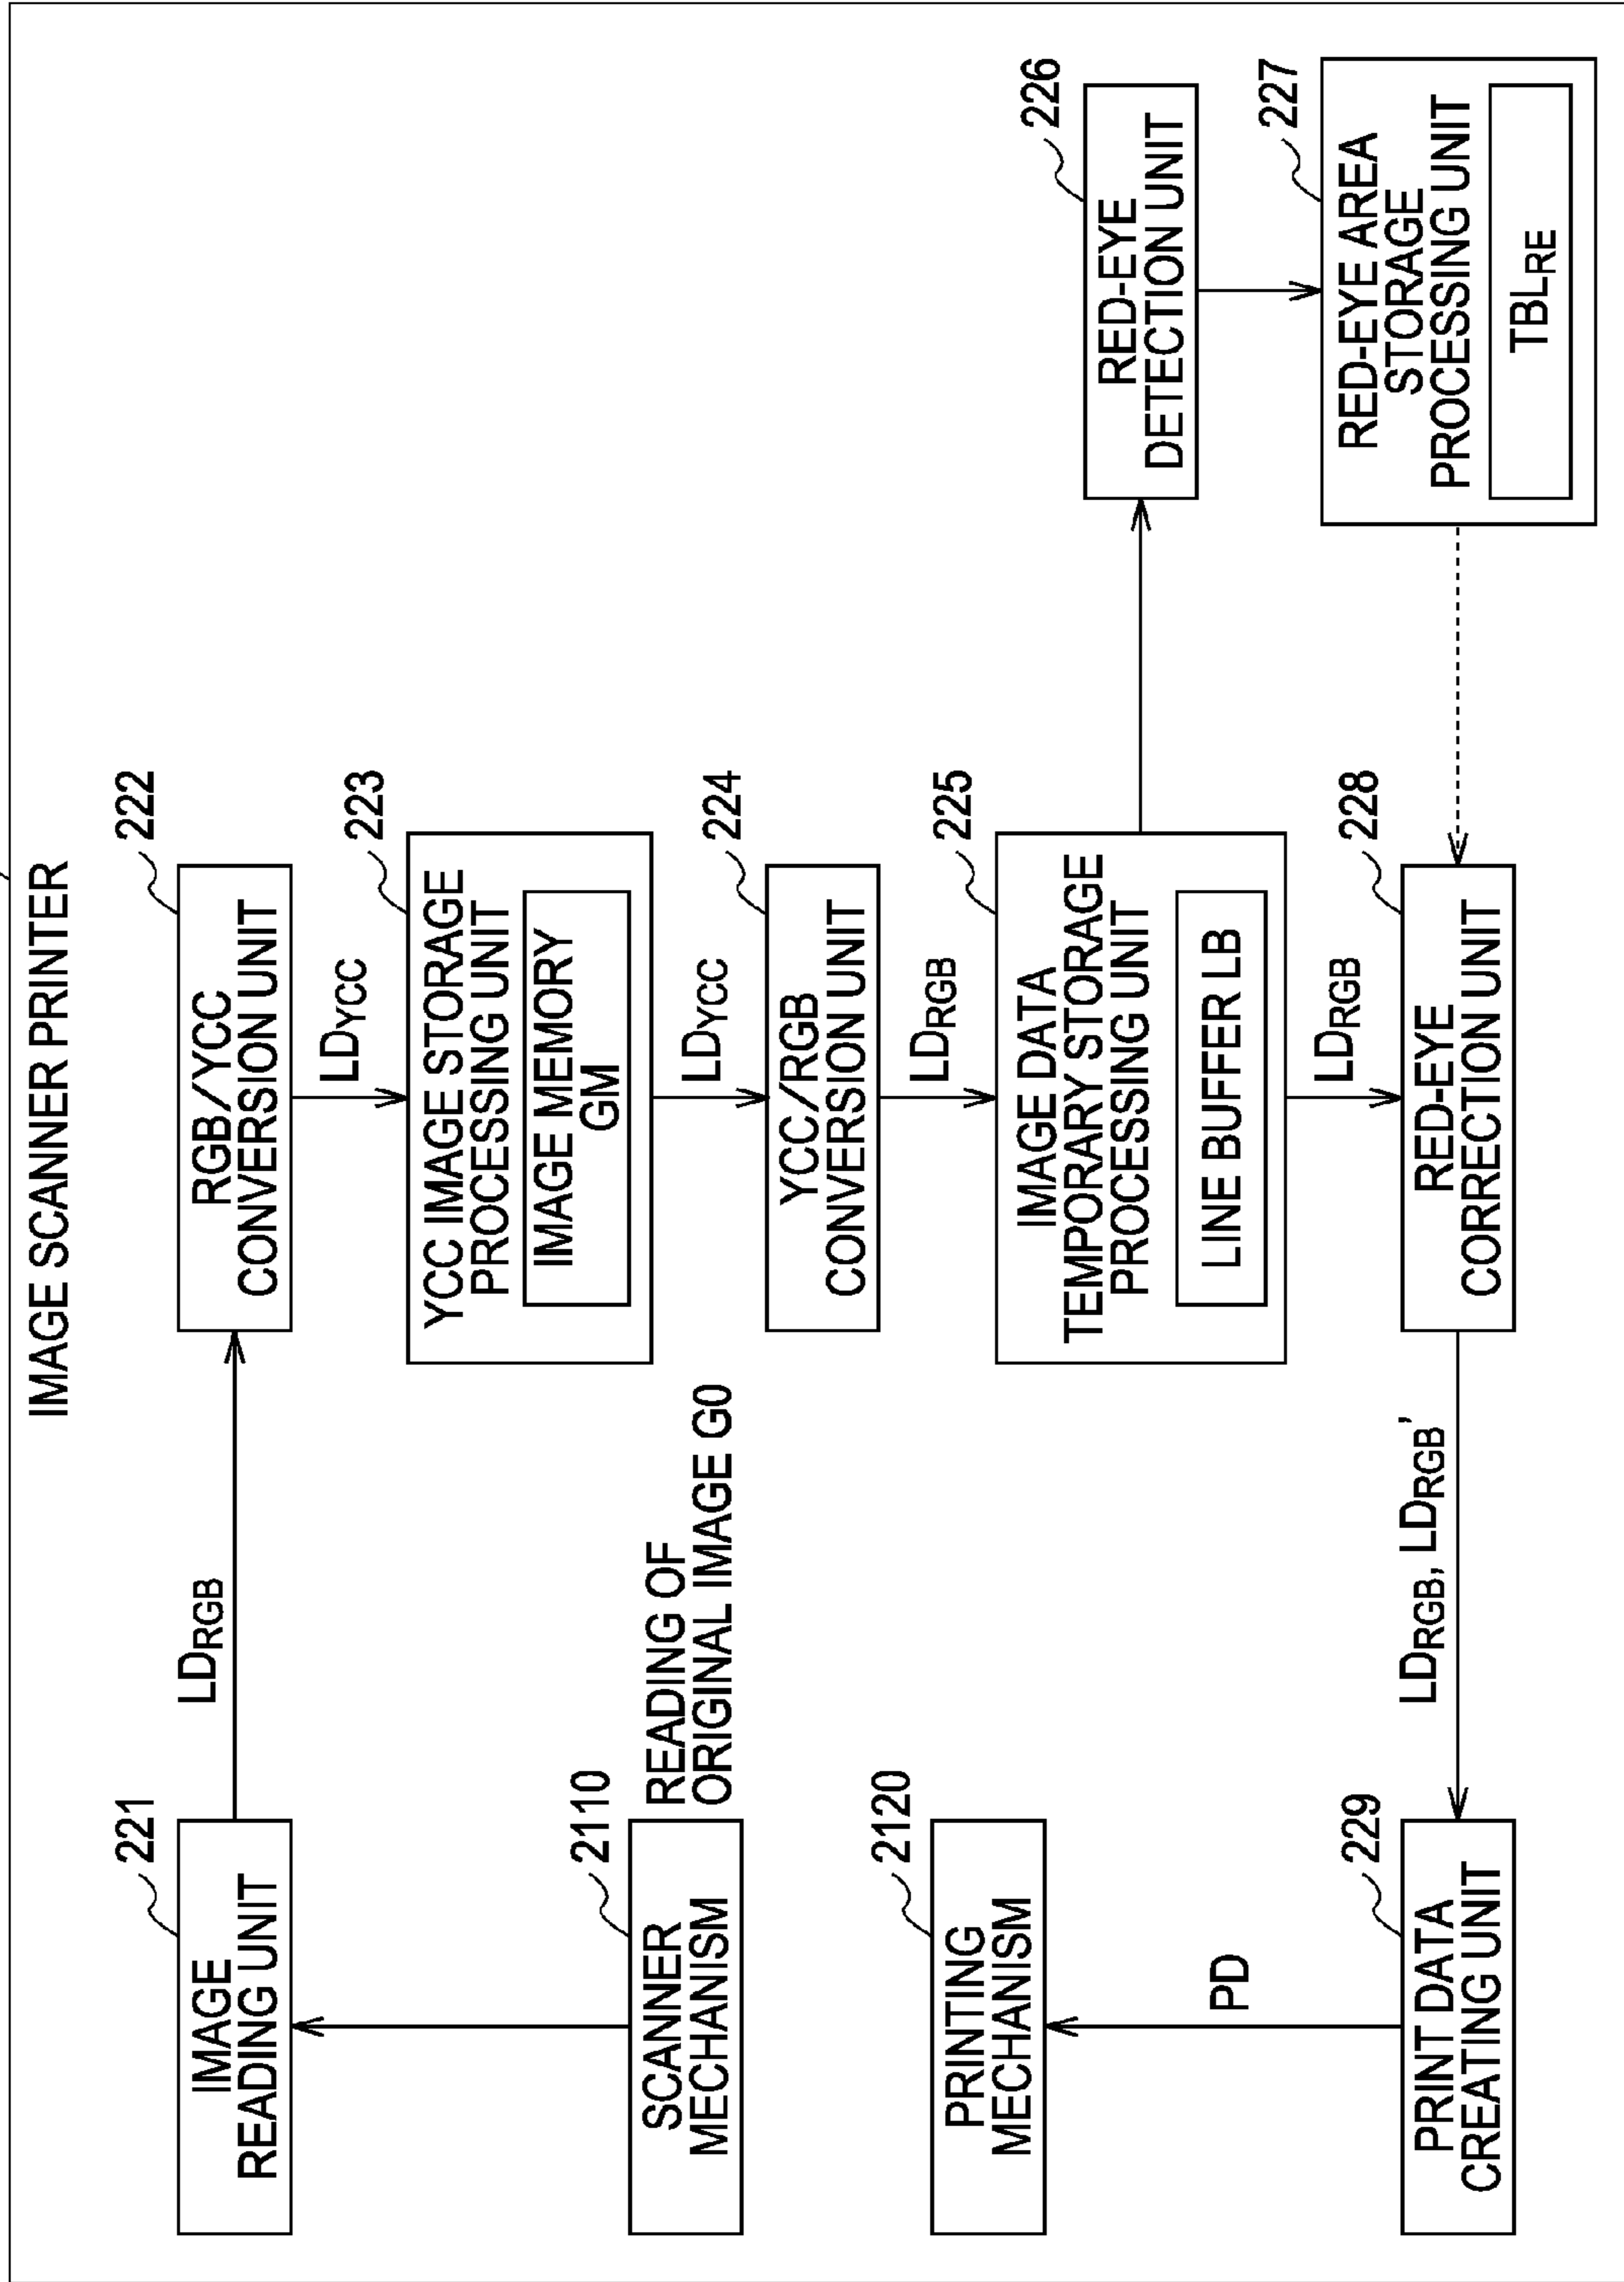 IMAGE SCANNER PRINTER
221
IMAGE
READING UNIT
LDRGB
222
RGB/YCC
CONVERSION UNIT
LDYCC
223
YCC IMAGE STORAGE
PROCESSING UNIT
IMAGE MEMORY
GM
2110
SCANNER
MECHANISM
READING OF
ORIGINAL IMAGE G0
LDYCC
224
YCC/RGB
CONVERSION UNIT
LDRGB
2120
PRINTING
MECHANISM
225
IMAGE DATA
TEMPORARY STORAGE
PROCESSING UNIT
LINE BUFFER LB
226
RED-EYE
DETECTION UNIT
PD
LDRGB
227
RED-EYE AREA
STORAGE
PROCESSING UNIT
TBLRE
229
PRINT DATA
CREATING UNIT
LDRGB, LDRGB'
228
RED-EYE
CORRECTION UNIT